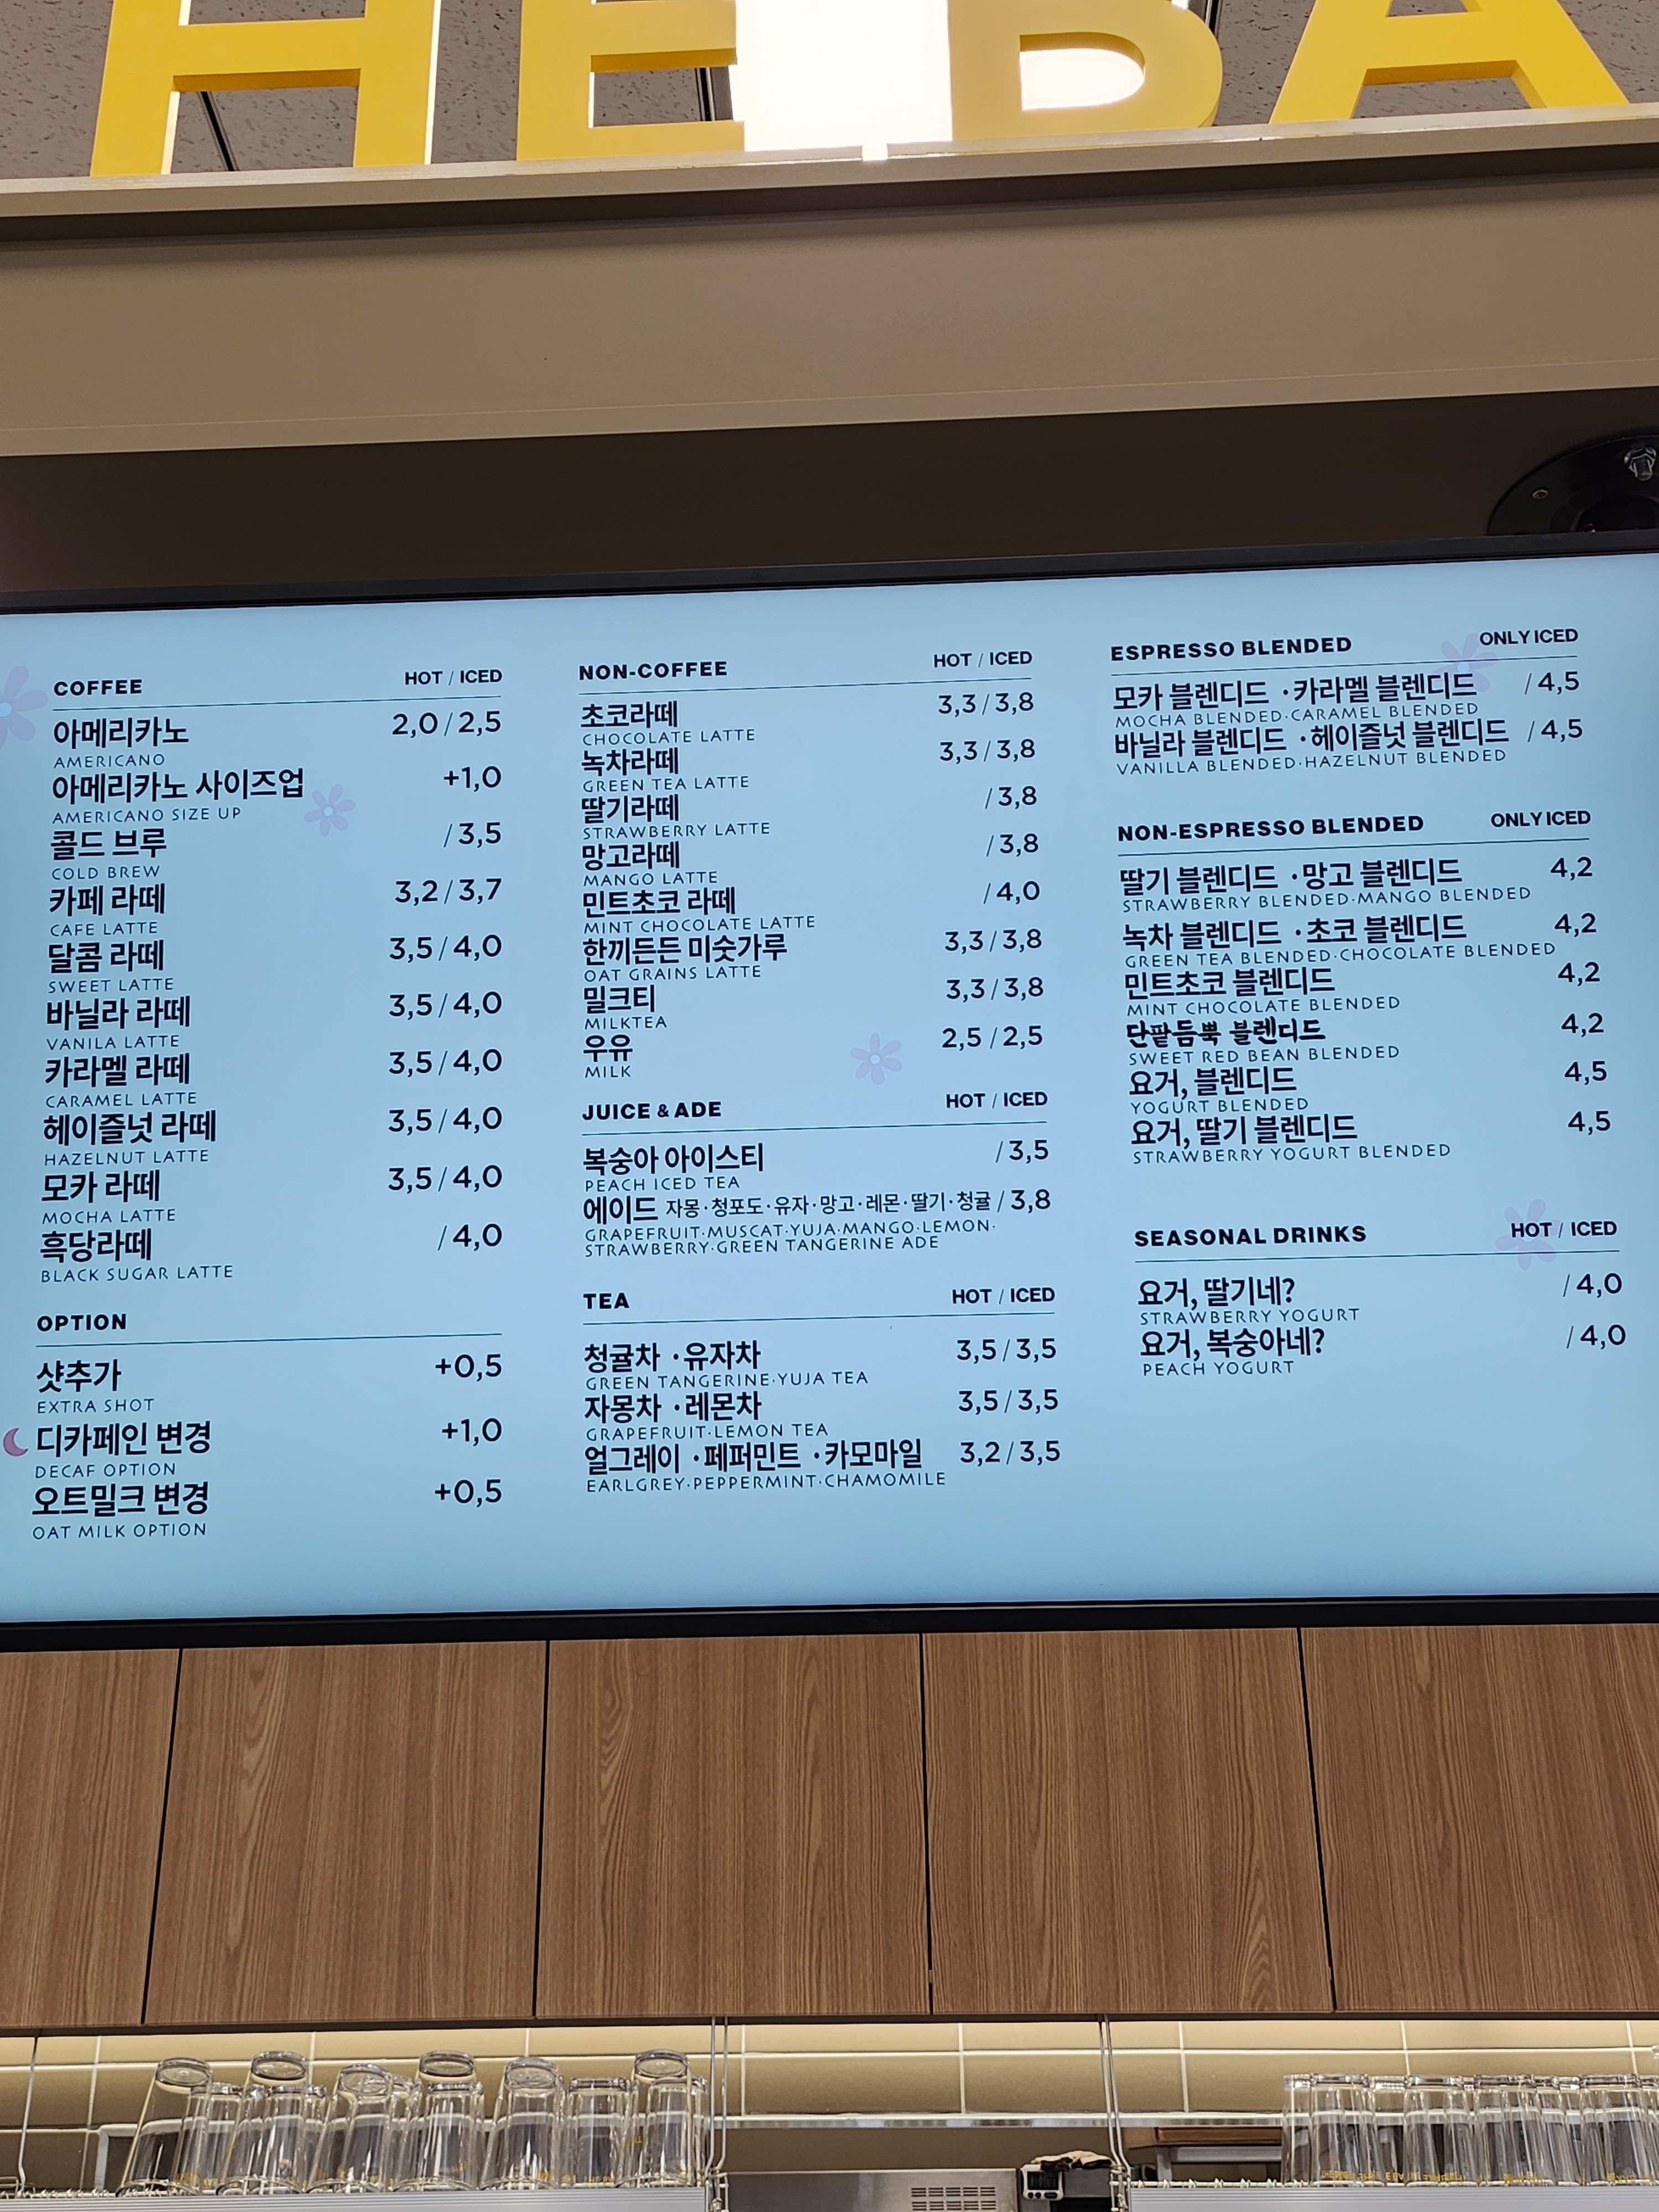 HE BA
COFFEE HOT / ICED
아메리카노 2,0 / 2,5
AMERICANO
아메리카노 사이즈업 +1,0
AMERICANO SIZE UP
콜드 브루 / 3,5
COLD BREW
카페 라떼 3,2 / 3,7
CAFE LATTE
달콤 라떼 3,5 / 4,0
SWEET LATTE
바닐라 라떼 3,5 / 4,0
VANILA LATTE
카라멜 라떼 3,5 / 4,0
CARAMEL LATTE
헤이즐넛 라떼 3,5 / 4,0
HAZELNUT LATTE
모카 라떼 3,5 / 4,0
MOCHA LATTE
흑당라떼 / 4,0
BLACK SUGAR LATTE
OPTION
샷추가 +0,5
EXTRA SHOT
디카페인 변경 +1,0
DECAF OPTION
오트밀크 변경 +0,5
OAT MILK OPTION
NON-COFFEE HOT / ICED
초코라떼 3,3 / 3,8
CHOCOLATE LATTE
녹차라떼 3,3 / 3,8
GREEN TEA LATTE
딸기라떼 / 3,8
STRAWBERRY LATTE
망고라떼 / 3,8
MANGO LATTE
민트초코 라떼 / 4,0
MINT CHOCOLATE LATTE
한끼든든 미숫가루 3,3 / 3,8
OAT GRAINS LATTE
밀크티 3,3 / 3,8
MILKTEA
우유 2,5 / 2,5
MILK
JUICE & ADE HOT / ICED
복숭아 아이스티 / 3,5
PEACH ICED TEA
에이드 자몽·청포도·유자·망고·레몬·딸기·청귤 / 3,8
GRAPEFRUIT·MUSCAT·YUJA·MANGO·LEMON·
STRAWBERRY·GREEN TANGERINE ADE
TEA HOT / ICED
청귤차 ·유자차 3,5 / 3,5
GREEN TANGERINE·YUJA TEA
자몽차 ·레몬차 3,5 / 3,5
GRAPEFRUIT·LEMON TEA
얼그레이 ·페퍼민트 ·카모마일 3,2 / 3,5
EARLGREY·PEPPERMINT·CHAMOMILE
ESPRESSO BLENDED ONLY ICED
모카 블렌디드 ·카라멜 블렌디드 / 4,5
MOCHA BLENDED·CARAMEL BLENDED
바닐라 블렌디드 ·헤이즐넛 블렌디드 / 4,5
VANILLA BLENDED·HAZELNUT BLENDED
NON-ESPRESSO BLENDED ONLY ICED
딸기 블렌디드 ·망고 블렌디드 4,2
STRAWBERRY BLENDED·MANGO BLENDED
녹차 블렌디드 ·초코 블렌디드 4,2
GREEN TEA BLENDED·CHOCOLATE BLENDED
민트초코 블렌디드 4,2
MINT CHOCOLATE BLENDED
단팥듬뿍 블렌디드 4,2
SWEET RED BEAN BLENDED
요거, 블렌디드 4,5
YOGURT BLENDED
요거, 딸기 블렌디드 4,5
STRAWBERRY YOGURT BLENDED
SEASONAL DRINKS HOT / ICED
요거, 딸기네? / 4,0
STRAWBERRY YOGURT
요거, 복숭아네? / 4,0
PEACH YOGURT